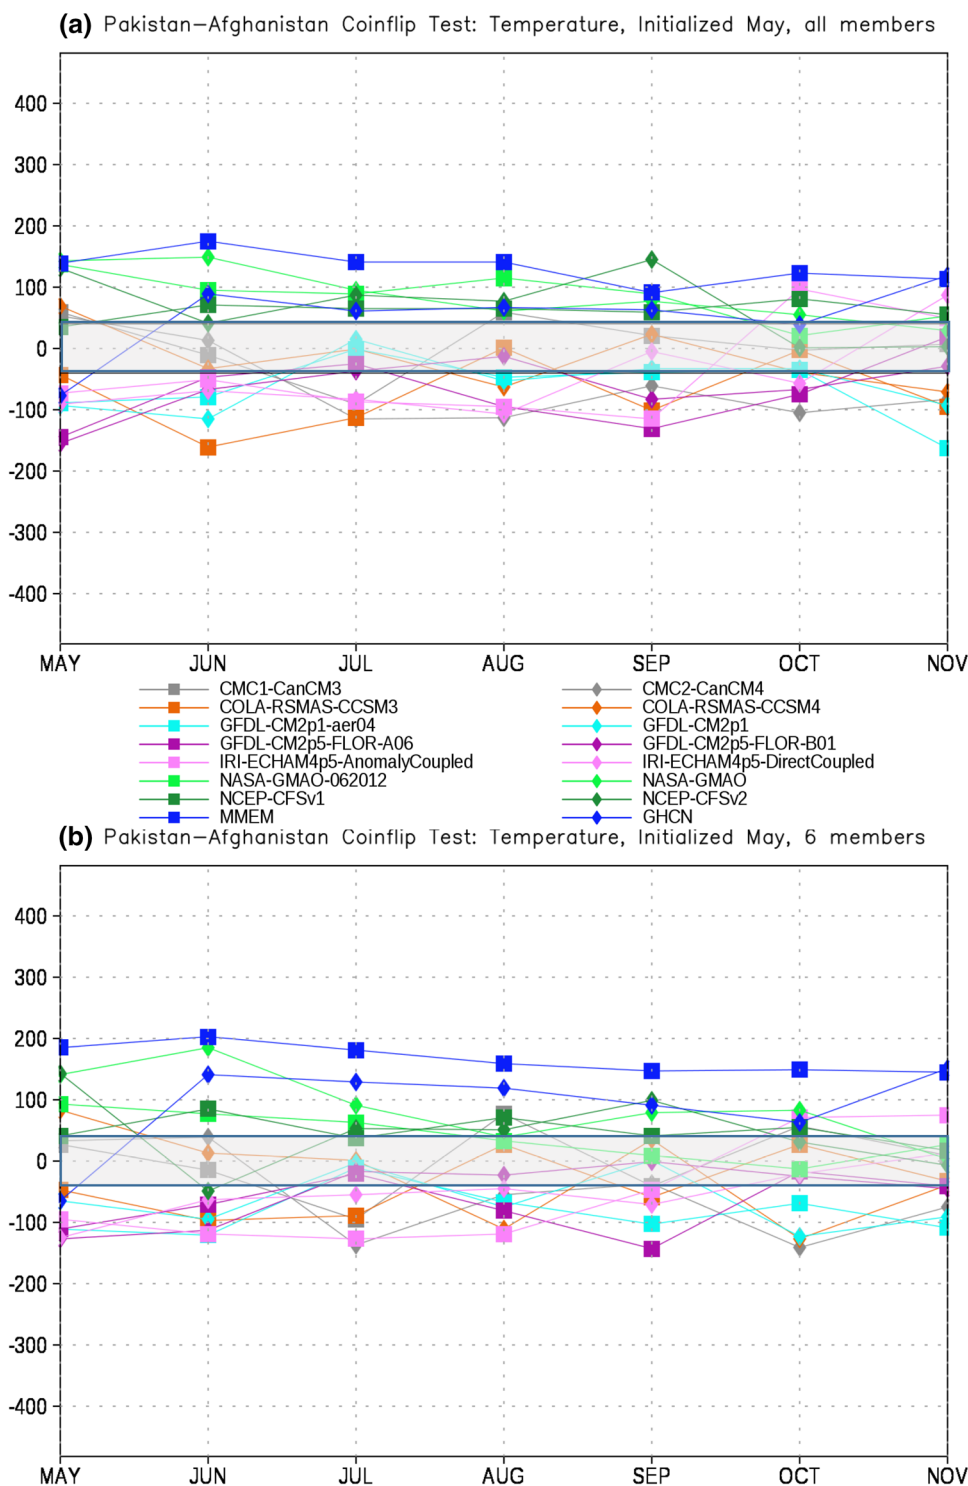 (a) Pakistan-Afghanistan Coinflip Test: Temperature, Initialized May, all members
400
300
200
100
0
-100
-200
-300
-400
MAY JUN JUL AUG SEP OCT NOV
CMC1-CanCM3 CMC2-CanCM4
COLA-RSMAS-CCSM3 COLA-RSMAS-CCSM4
GFDL-CM2p1-aer04 GFDL-CM2p1
GFDL-CM2p5-FLOR-A06 GFDL-CM2p5-FLOR-B01
IRI-ECHAM4p5-AnomalyCoupled IRI-ECHAM4p5-DirectCoupled
NASA-GMAO-062012 NASA-GMAO
NCEP-CFSv1 NCEP-CFSv2
MMEM GHCN
(b) Pakistan-Afghanistan Coinflip Test: Temperature, Initialized May, 6 members
400
300
200
100
0
-100
-200
-300
-400
MAY JUN JUL AUG SEP OCT NOV